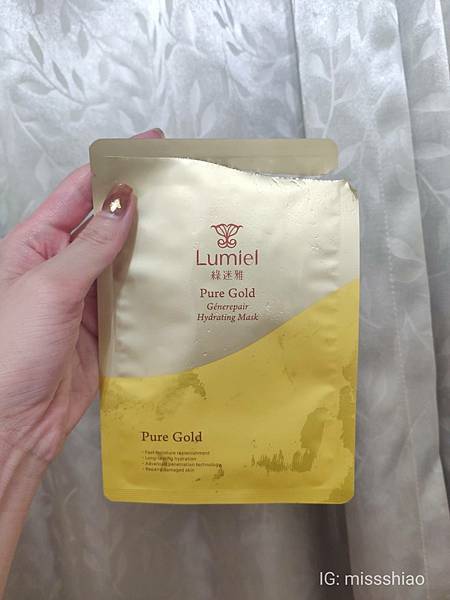 Lumiel
綠迷雅
Pure Gold
Génerepair
Hydrating Mask
Pure Gold
· Fast moisture replenishment
· Long-lasting hydration
· Advanced penetration technology
· Repairs damaged skin
IG: missshiao